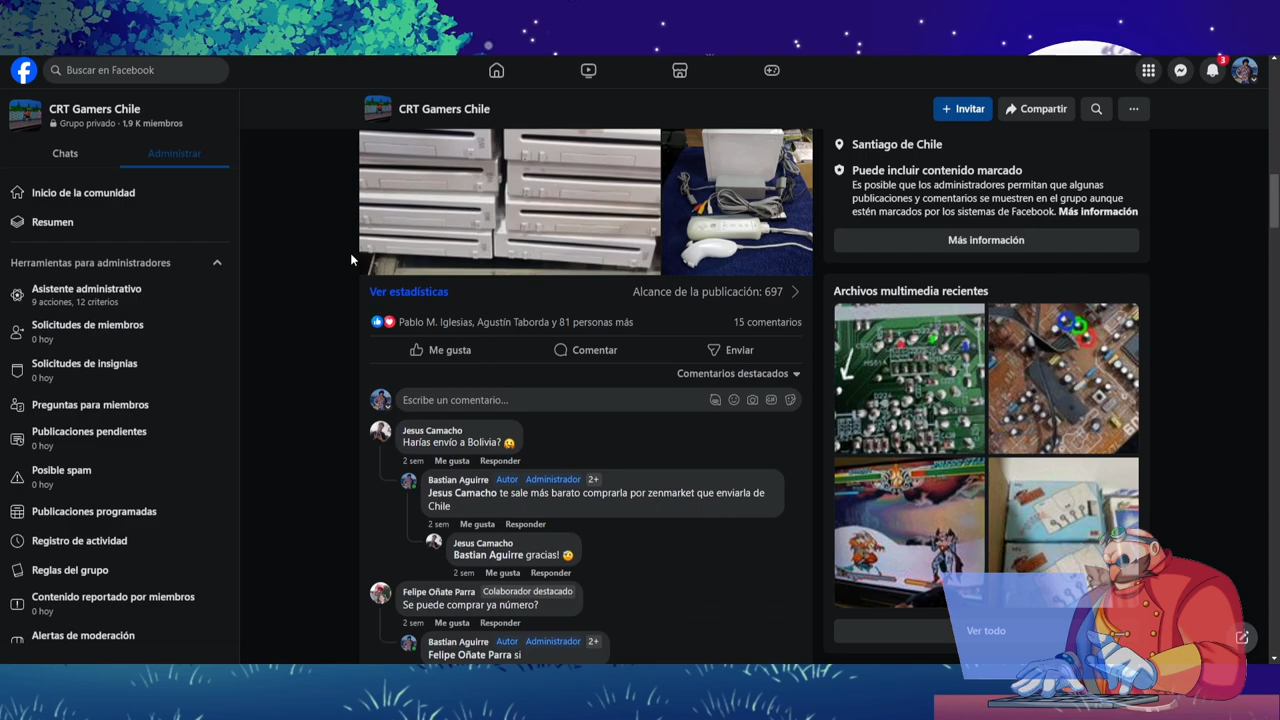 Buscar en Facebook
3
CRT Gamers Chile
Grupo privado · 1,9 K miembros
Chats
Administrar
Inicio de la comunidad
Resumen
Herramientas para administradores
Asistente administrativo
9 acciones, 12 criterios
Solicitudes de miembros
0 hoy
Solicitudes de insignias
0 hoy
Preguntas para miembros
Publicaciones pendientes
0 hoy
Posible spam
0 hoy
Publicaciones programadas
Registro de actividad
Reglas del grupo
Contenido reportado por miembros
0 hoy
Alertas de moderación
CRT Gamers Chile
+ Invitar
Compartir
Ver estadísticas
Alcance de la publicación: 697
Pablo M. Iglesias, Agustín Taborda y 81 personas más
15 comentarios
Me gusta
Comentar
Enviar
Comentarios destacados
Escribe un comentario...
Jesus Camacho
Harías envío a Bolivia?
2 sem Me gusta Responder
Bastian Aguirre Autor Administrador 2+
Jesus Camacho te sale más barato comprarla por zenmarket que enviarla de
Chile
2 sem Me gusta Responder
Jesus Camacho
Bastian Aguirre gracias!
2 sem Me gusta Responder
Felipe Oñate Parra Colaborador destacado
Se puede comprar ya número?
2 sem Me gusta Responder
Bastian Aguirre Autor Administrador 2+
Felipe Oñate Parra si
Santiago de Chile
Puede incluir contenido marcado
Es posible que los administradores permitan que algunas
publicaciones y comentarios se muestren en el grupo aunque
estén marcados por los sistemas de Facebook. Más información
Más información
Archivos multimedia recientes
Ver todo